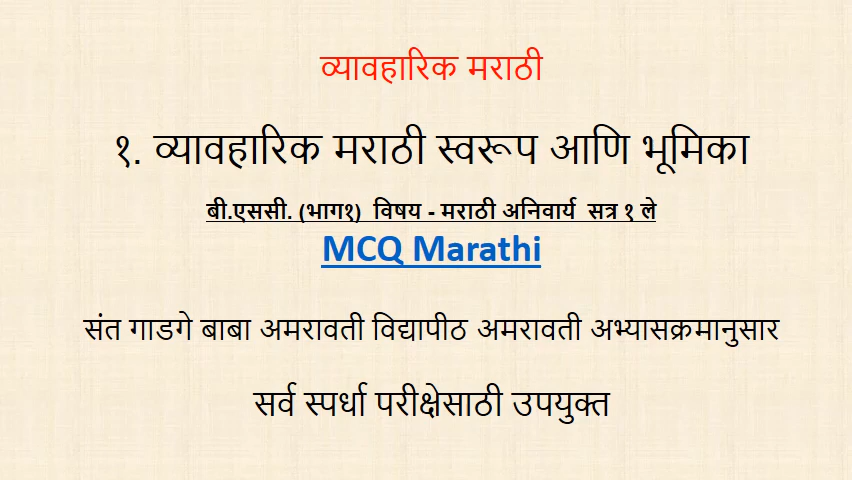 व्यावहारिक मराठी
१. व्यावहारिक मराठी स्वरूप आणि भूमिका
बी.एससी. (भाग१) विषय - मराठी अनिवार्य सत्र १ ले
MCQ Marathi
संत गाडगे बाबा अमरावती विद्यापीठ अमरावती अभ्यासक्रमानुसार
सर्व स्पर्धा परीक्षेसाठी उपयुक्त